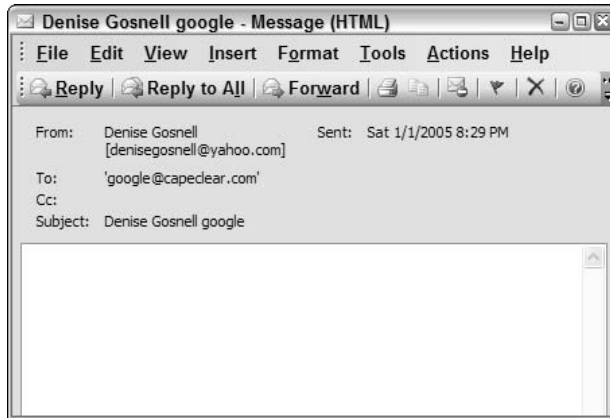 Denise Gosnell google - Message (HTML)
File Edit View Insert Format Tools Actions Help
Reply Reply to All Forward
From: Denise Gosnell Sent: Sat 1/1/2005 8:29 PM
[denisegosnell@yahoo.com]
To: 'google@capeclear.com'
Cc:
Subject: Denise Gosnell google